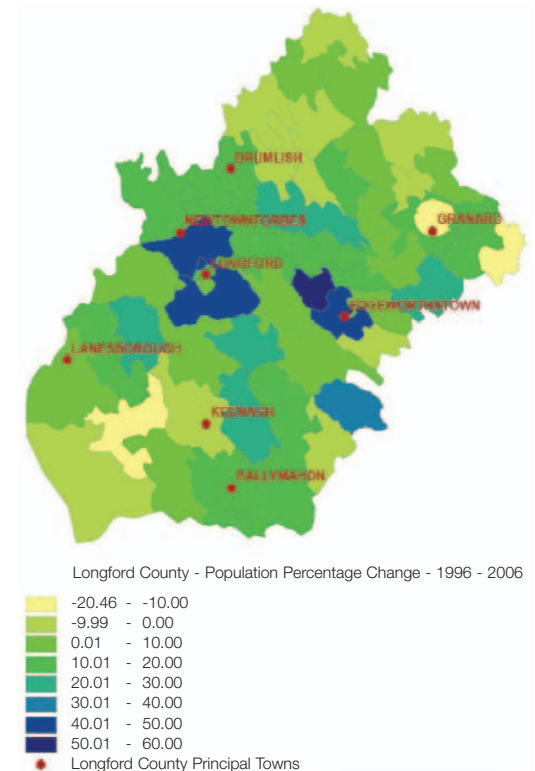 DRUMLISH
NEWTOWNFORBES
GRANARD
LONGFORD
EDGEWORTHSTOWN
LANESBOROUGH
KEENAGH
BALLYMAHON
Longford County - Population Percentage Change - 1996 - 2006
-20.46 - -10.00
-9.99 - 0.00
0.01 - 10.00
10.01 - 20.00
20.01 - 30.00
30.01 - 40.00
40.01 - 50.00
50.01 - 60.00
Longford County Principal Towns